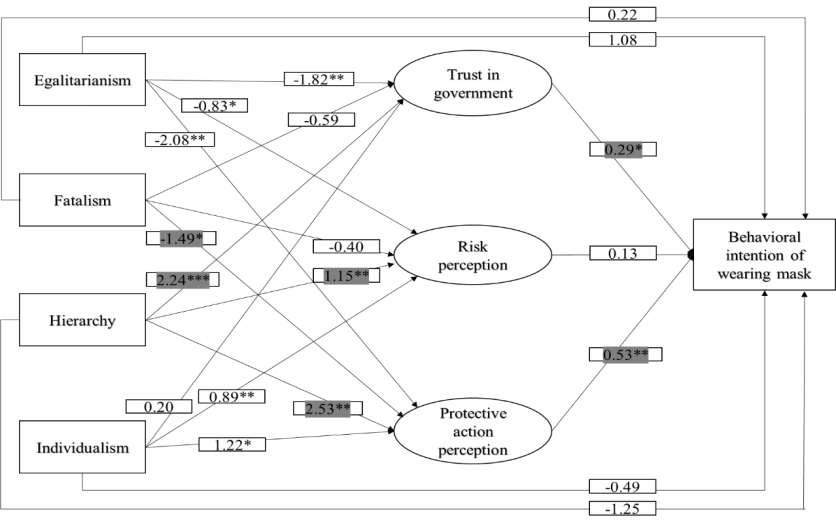 0.22
1.08
Egalitarianism
-1.82**
Trust in
government
-0.83*
-0.59
-2.08**
0.29*
Fatalism
-1.49*
-0.40
Risk
perception
0.13
Behavioral
intention of
wearing mask
2.24***
1.15**
Hierarchy
0.53**
0.20
0.89**
2.53**
Individualism
1.22*
Protective
action
perception
-0.49
-1.25